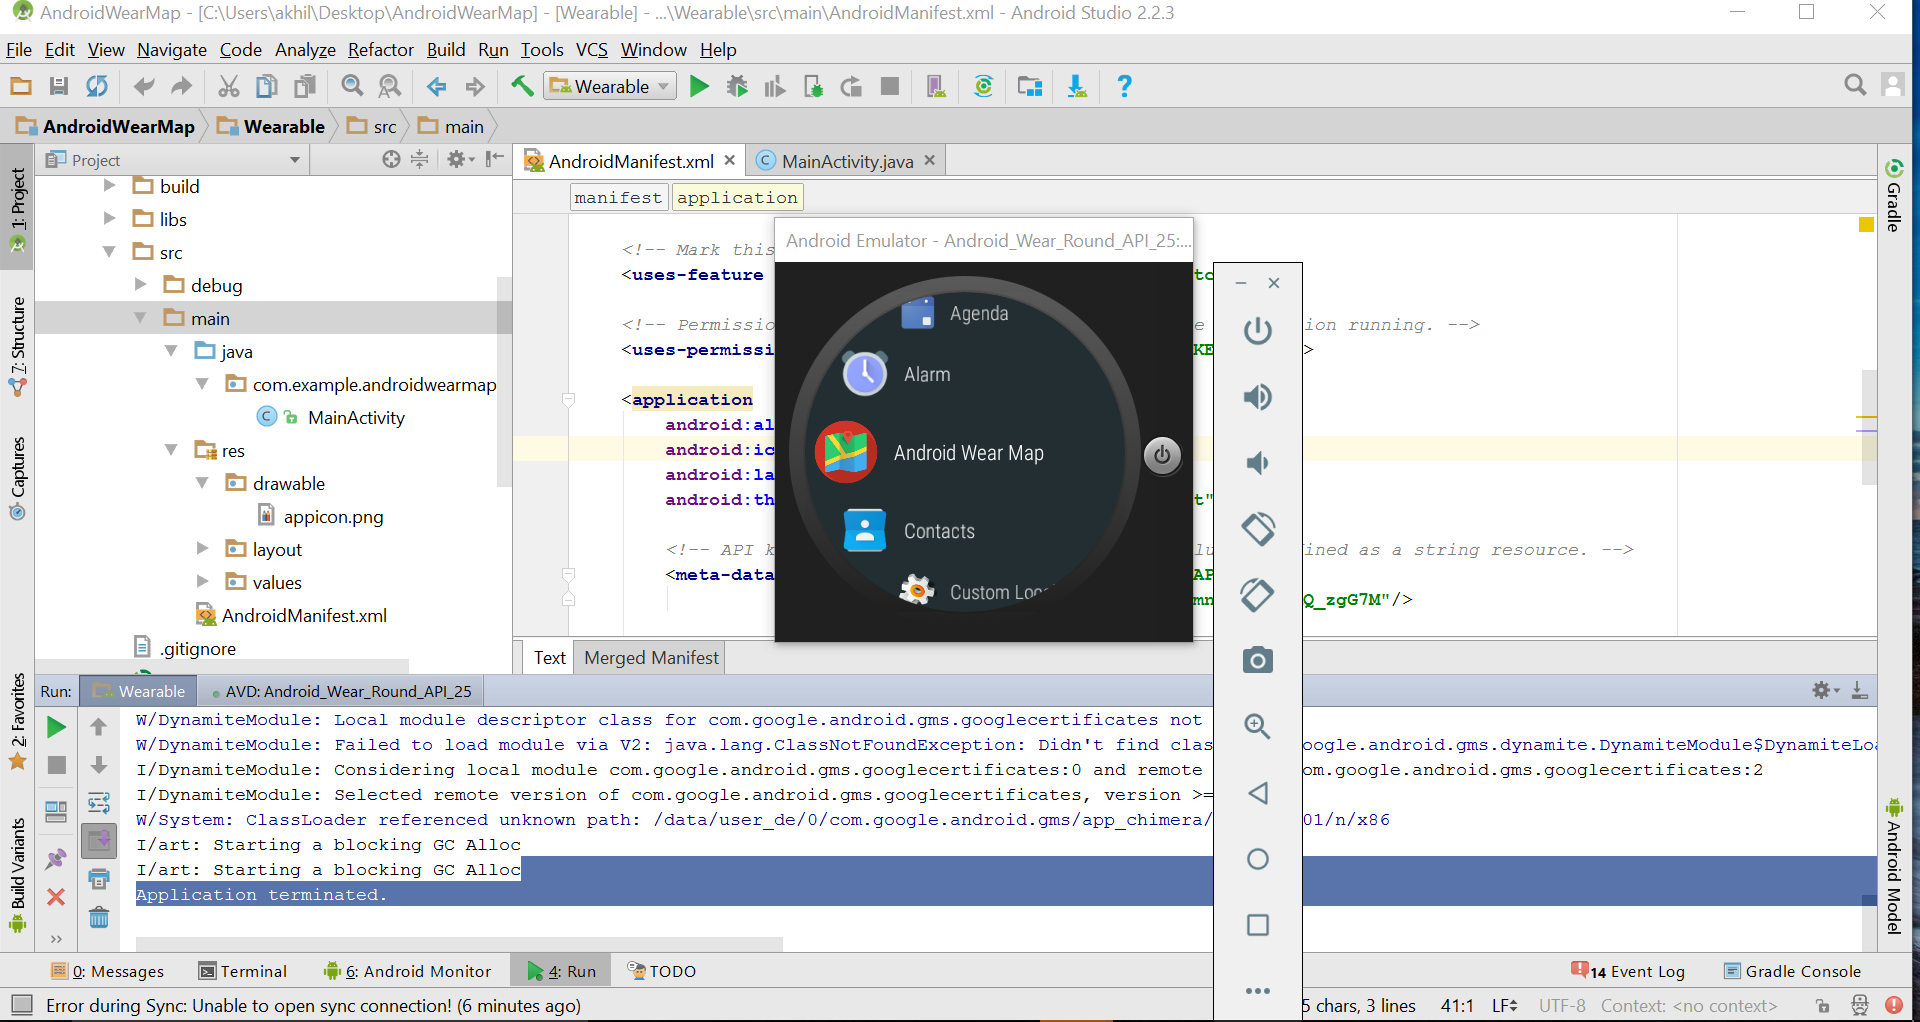 AndroidWearMap - [C:\Users\akhil\Desktop\AndroidWearMap] - [Wearable] - ...\Wearable\src\main\AndroidManifest.xml - Android Studio 2.2.3
File Edit View Navigate Code Analyze Refactor Build Run Tools VCS Window Help
Wearable
AndroidWearMap Wearable src main
1: Project
7: Structure
Captures
2: Favorites
Build Variants
Project
build
libs
src
debug
main
java
com.example.androidwearmap
MainActivity
res
drawable
appicon.png
layout
values
AndroidManifest.xml
.gitignore
AndroidManifest.xml MainActivity.java
manifest application
<!-- Mark this
<uses-feature
<!-- Permissio ion running. -->
<uses-permissi KE >
<application
android:al
android:ic
android:la
android:th t"
<!-- API k ined as a string resource. -->
<meta-data AP
mn Q_zgG7M"/>
Text Merged Manifest
Android Emulator - Android_Wear_Round_API_25:...
Agenda
Alarm
Android Wear Map
Contacts
Custom Loc
Gradle
Android Model
Run: Wearable AVD: Android_Wear_Round_API_25
W/DynamiteModule: Local module descriptor class for com.google.android.gms.googlecertificates not
W/DynamiteModule: Failed to load module via V2: java.lang.ClassNotFoundException: Didn't find clas oogle.android.gms.dynamite.DynamiteModule$DynamiteLoa
I/DynamiteModule: Considering local module com.google.android.gms.googlecertificates:0 and remote om.google.android.gms.googlecertificates:2
I/DynamiteModule: Selected remote version of com.google.android.gms.googlecertificates, version >=
W/System: ClassLoader referenced unknown path: /data/user_de/0/com.google.android.gms/app_chimera/ 01/n/x86
I/art: Starting a blocking GC Alloc
I/art: Starting a blocking GC Alloc
Application terminated.
0: Messages Terminal 6: Android Monitor 4: Run TODO 14 Event Log Gradle Console
Error during Sync: Unable to open sync connection! (6 minutes ago) 5 chars, 3 lines 41:1 LF UTF-8 Context: <no context>